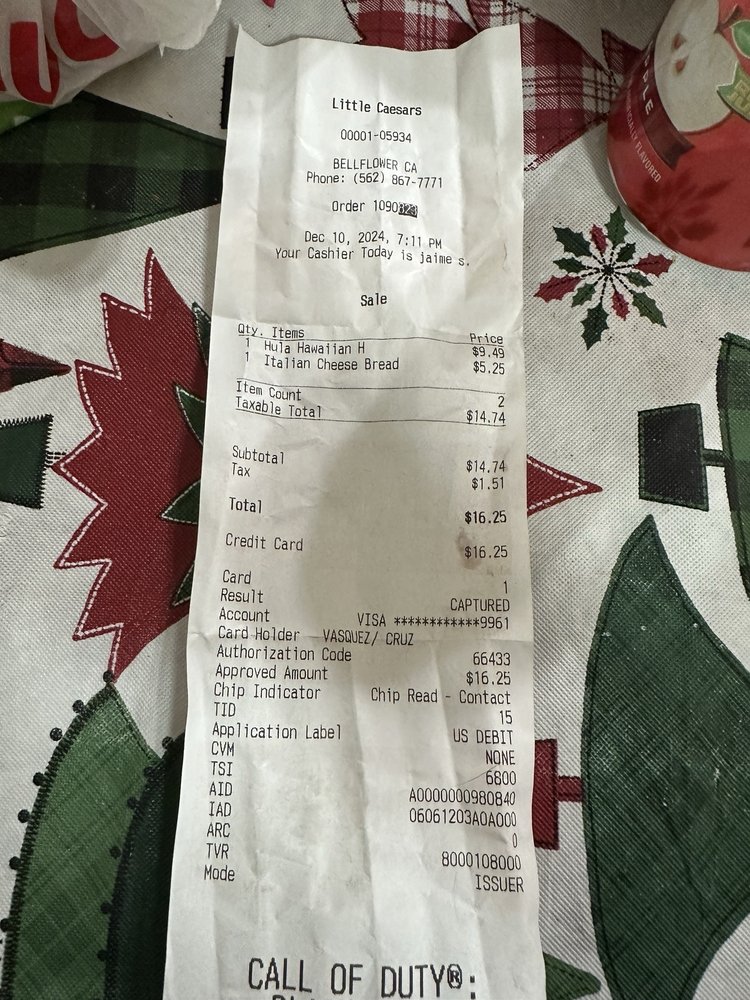 Little Caesars
00001-05934
BELLFLOWER CA
Phone: (562) 867-7771
Order 1090823
Dec 10, 2024, 7:11 PM
Your Cashier Today is jaime s.
Sale
Qty. Items Price
1 Hula Hawaiian H $9.49
1 Italian Cheese Bread $5.25
Item Count 2
Taxable Total $14.74
Subtotal $14.74
Tax $1.51
Total $16.25
Credit Card $16.25
Card 1
Result CAPTURED
Account VISA ************9961
Card Holder VASQUEZ/ CRUZ
Authorization Code 66433
Approved Amount $16.25
Chip Indicator Chip Read - Contact
TID 15
Application Label US DEBIT
CVM NONE
TSI 6800
AID A0000000980840
IAD 06061203A0A000
ARC 0
TVR 8000108000
Mode ISSUER
CALL OF DUTY®:
FLAVORED